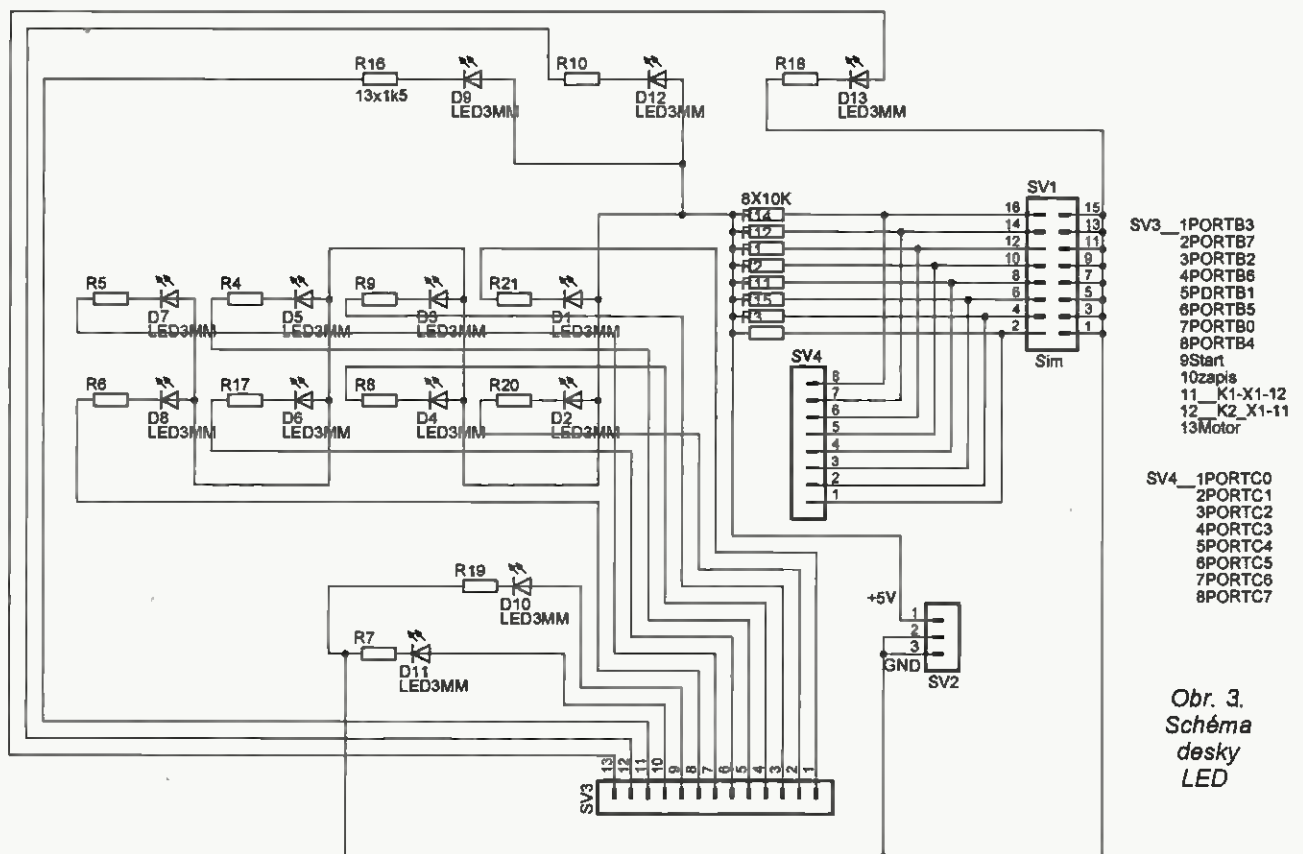 R16
13x1k5
D9
LED3MM
R10
D12
LED3MM
R18
D13
LED3MM
8X10K
R14
R12
R1
R2
R11
R15
R3
SV1
16 15
14 13
12 11
10 9
8 7
6 5
4 3
2 1
Sim
R5
D7
LED3MM
R4
D5
LED3MM
R9
D3
LED3MM
R21
D1
LED3MM
R6
D8
LED3MM
R17
D6
LED3MM
R8
D4
LED3MM
R20
D2
LED3MM
SV4
8
7
6
5
4
3
2
1
R19
D10
LED3MM
R7
D11
LED3MM
+5V
1
2
3
GND
SV2
SV3
13 12 11 10 9 8 7 6 5 4 3 2 1
SV3__1PORTB3
2PORTB7
3PORTB2
4PORTB6
5PDRTB1
6PORTB5
7PORTB0
8PORTB4
9Start
10zapis
11__K1-X1-12
12__K2_X1-11
13Motor
SV4__1PORTC0
2PORTC1
3PORTC2
4PORTC3
5PORTC4
6PORTC5
7PORTC6
8PORTC7
Obr. 3.
Schéma
desky
LED